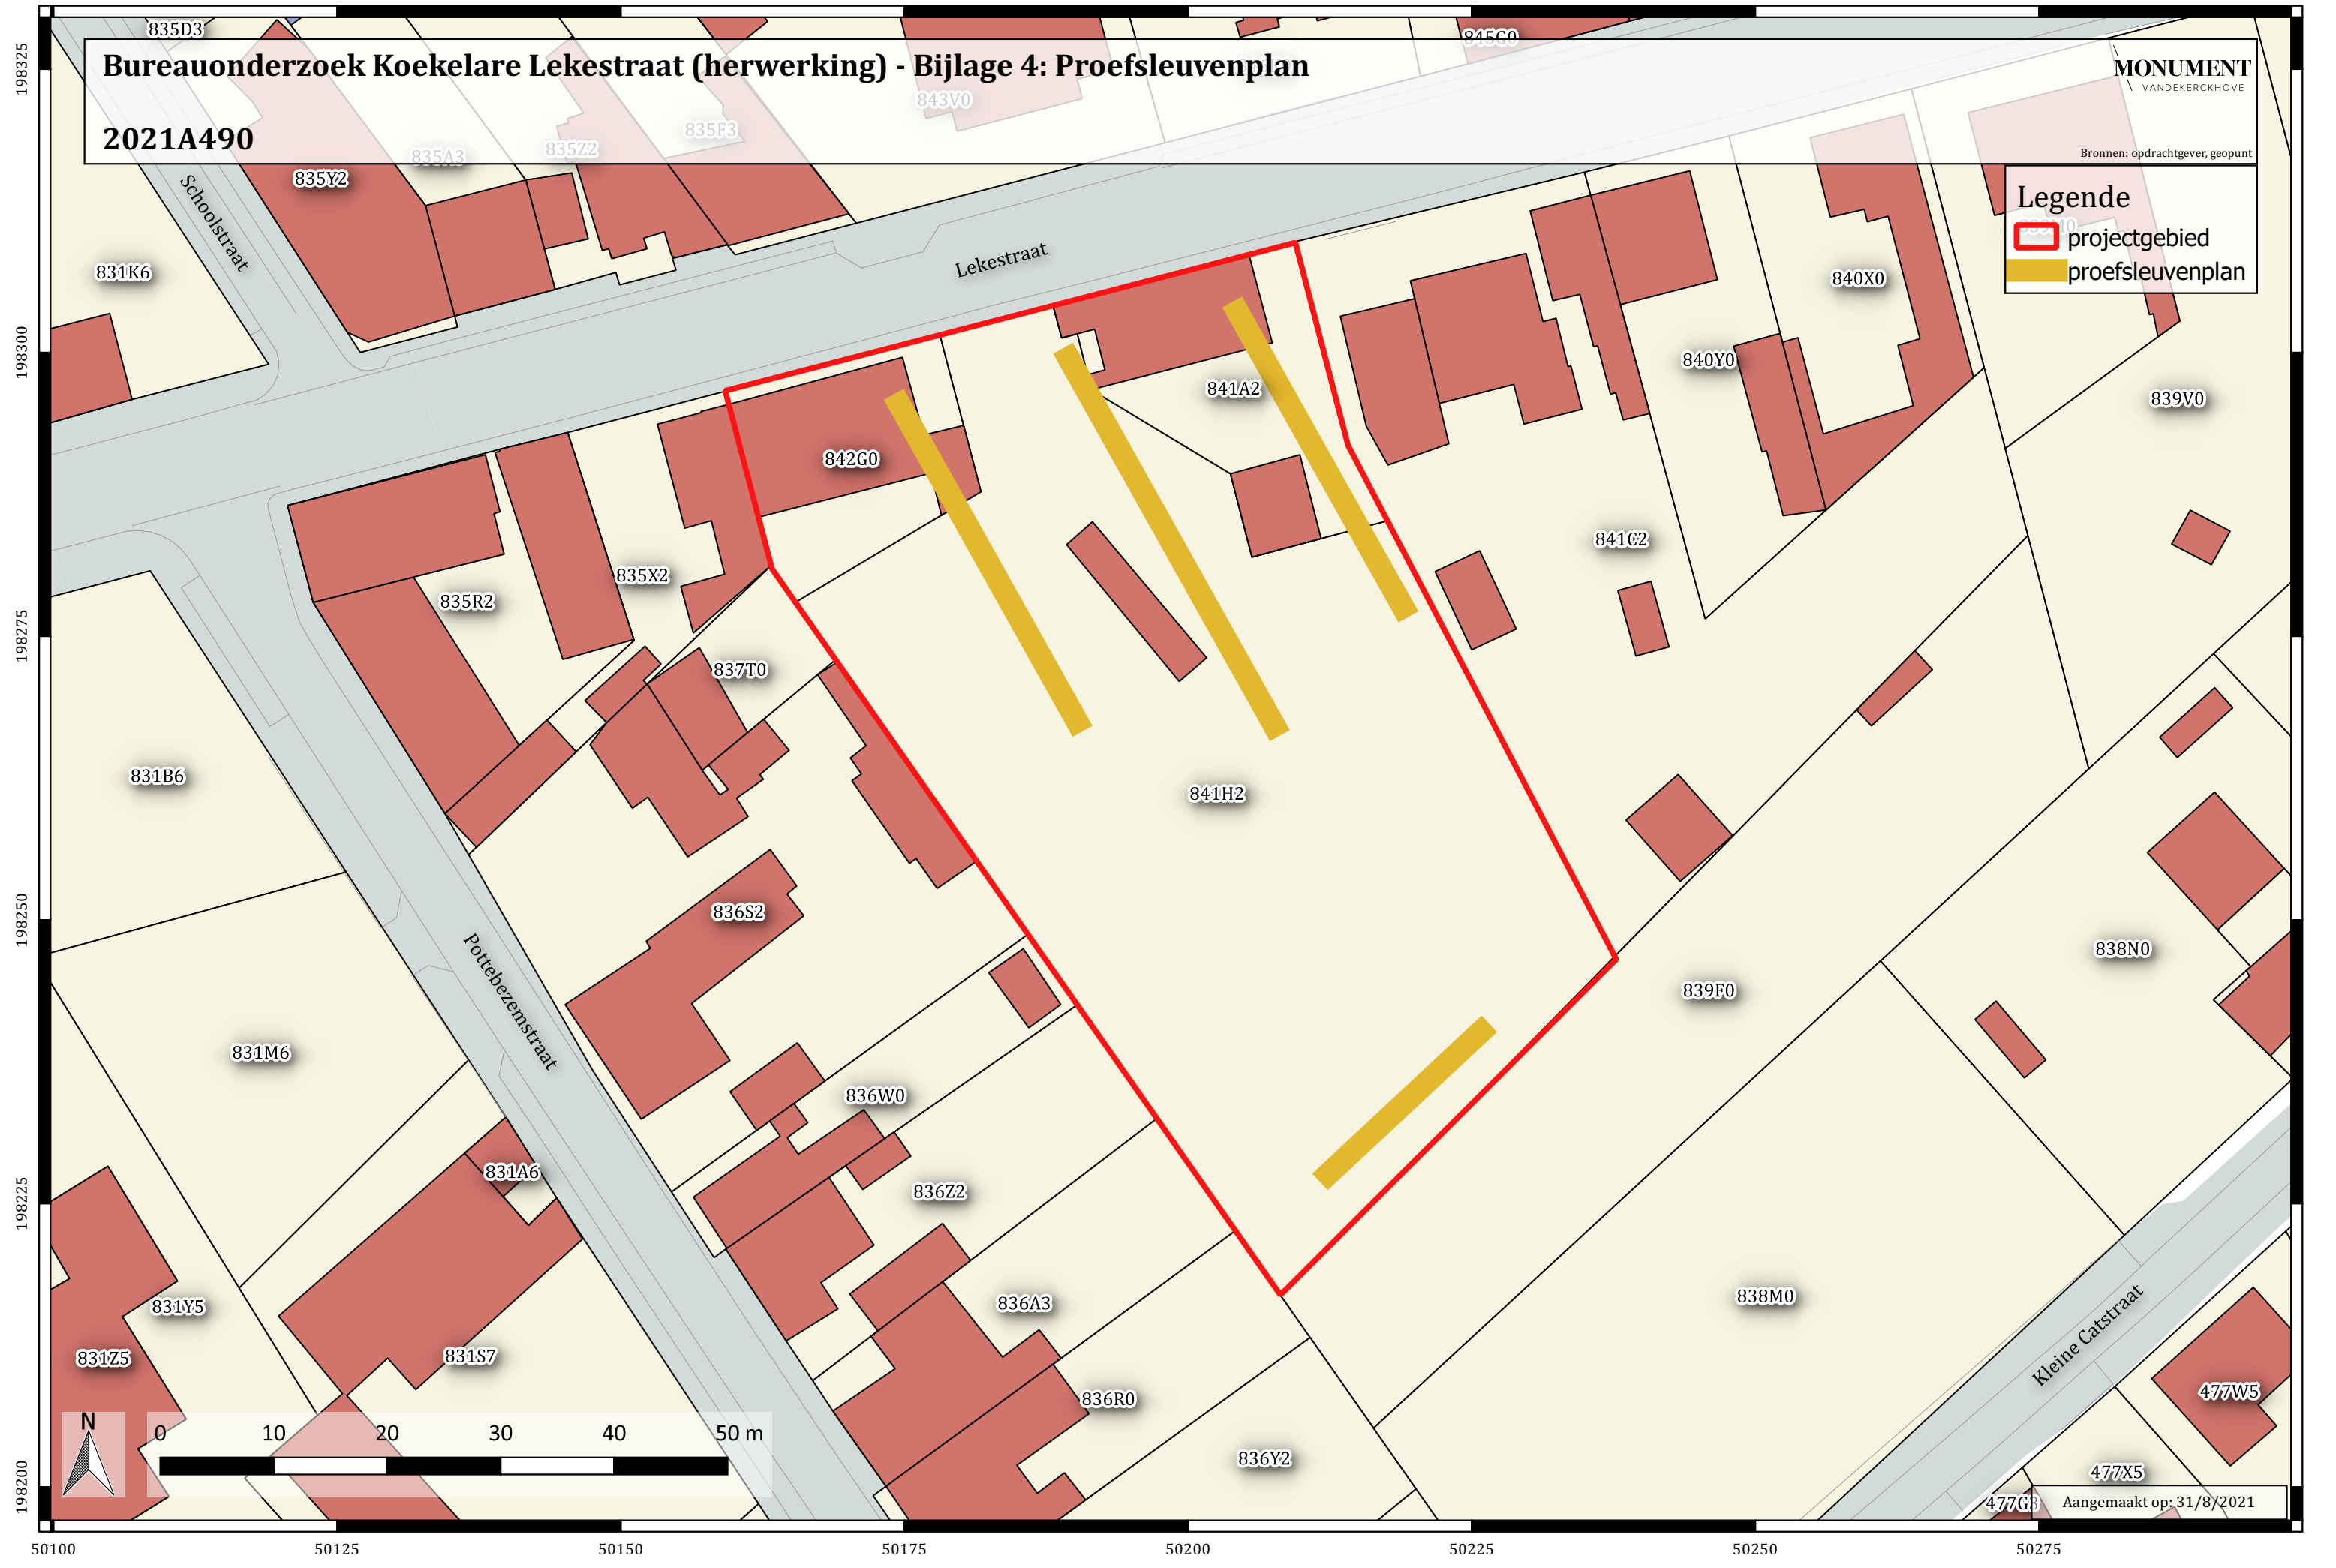 Bureauonderzoek Koekelare Lekestraat (herwerking) - Bijlage 4: Proefsleuvenplan
2021A490
MONUMENT
VANDEKERCKHOVE
Bronnen: opdrachtgever, geopunt
Legende
projectgebied
proefsleuvenplan
835D3
845G0
843V0
835F3
835Z2
835A3
835Y2
831K6
Schoolstraat
Lekestraat
840X0
840Y0
839V0
841A2
842G0
841C2
835X2
835R2
837T0
831B6
841H2
836S2
838N0
839F0
Pottebezemstraat
831M6
836W0
831A6
836Z2
838M0
836A3
831Y5
Kleine Catstraat
831Z5
831S7
836R0
477W5
836Y2
477X5
477G3
N
0 10 20 30 40 50 m
Aangemaakt op: 31/8/2021
198325
198300
198275
198250
198225
198200
50100 50125 50150 50175 50200 50225 50250 50275